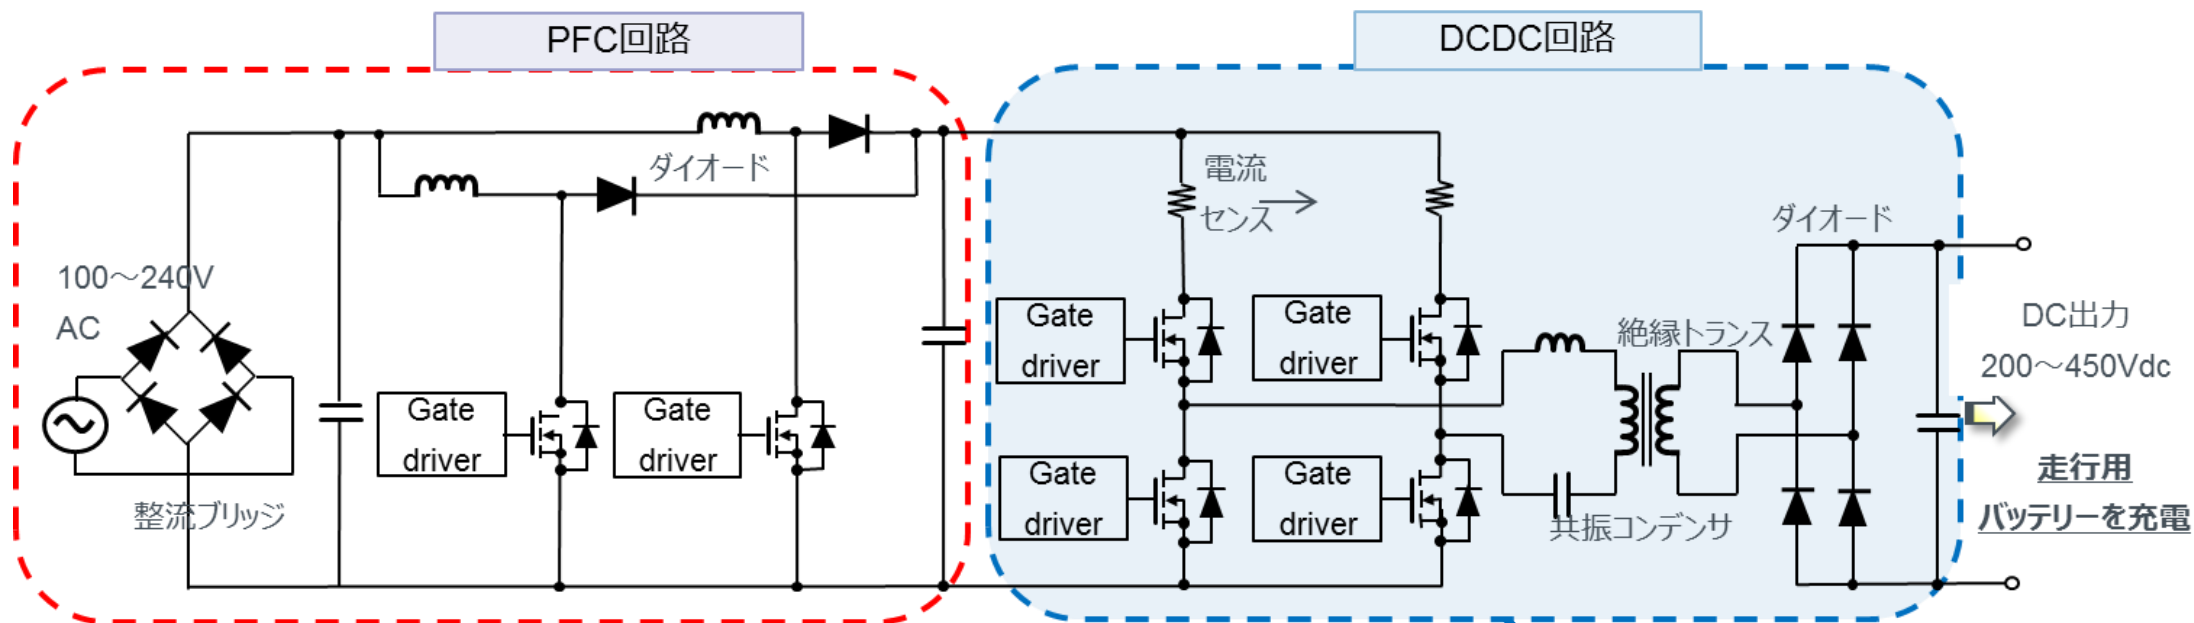 PFC回路
DCDC回路
ダイオード
電流
センス
ダイオード
100～240V
AC
整流ブリッジ
Gate
driver
Gate
driver
Gate
driver
Gate
driver
Gate
driver
Gate
driver
絶縁トランス
共振コンデンサ
DC出力
200～450Vdc
走行用
バッテリーを充電